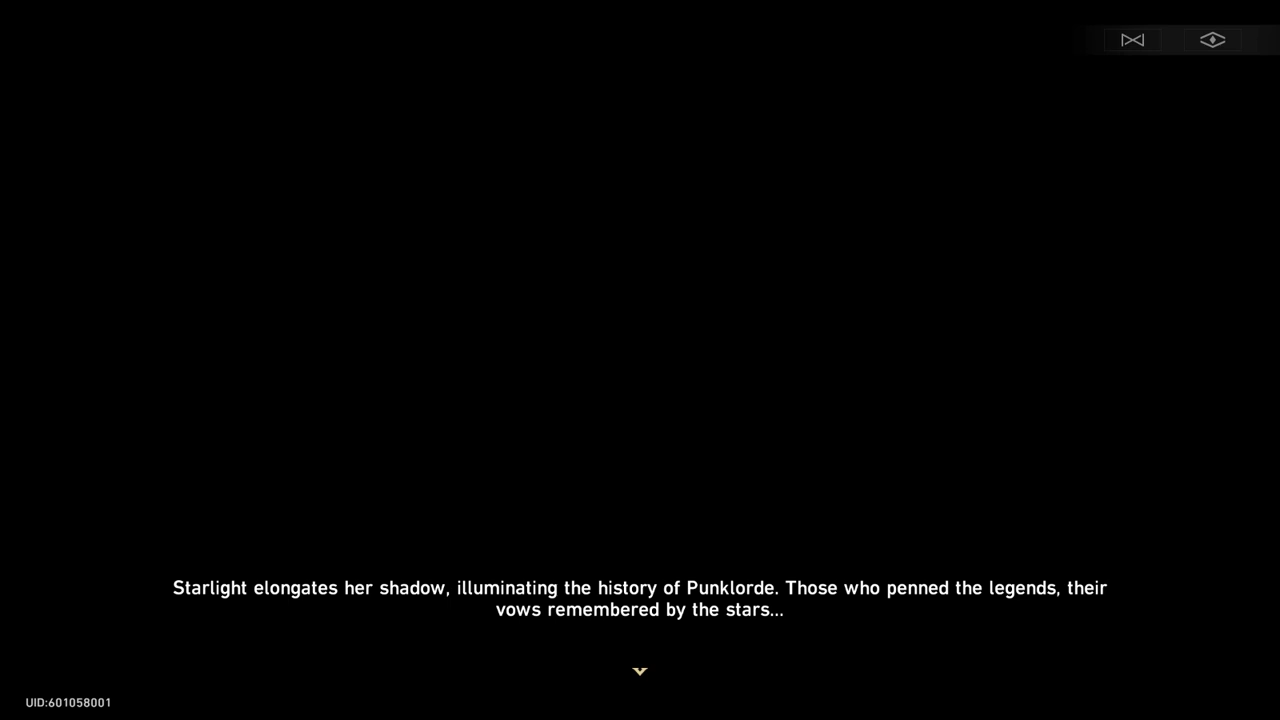 Starlight elongates her shadow, illuminating the history of Punklorde. Those who penned the legends, their
vows remembered by the stars...
UID:601058001